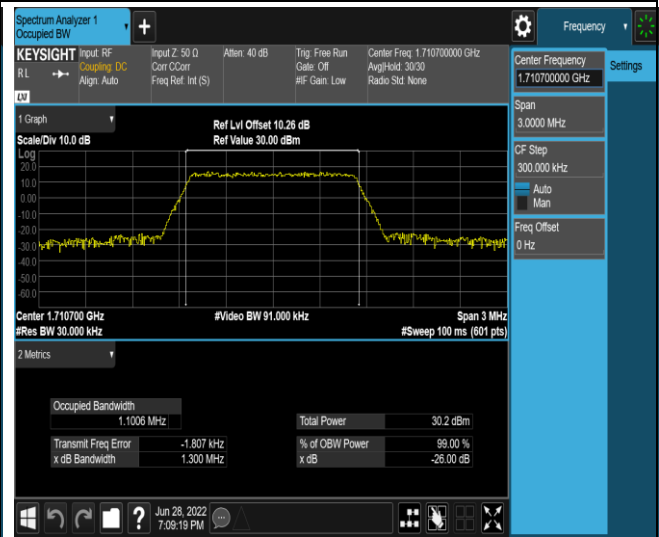 Spectrum Analyzer 1
Occupied BW
+
Frequency
KEYSIGHT
RL
LXI
Input: RF
Coupling: DC
Align: Auto
Input Z: 50 Ω
Corr CCorr
Freq Ref: Int (S)
Atten: 40 dB
Trig: Free Run
Gate: Off
#IF Gain: Low
Center Freq: 1.710700000 GHz
Avg|Hold: 30/30
Radio Std: None
Center Frequency
1.710700000 GHz
Settings
Span
3.0000 MHz
CF Step
300.000 kHz
Auto
Man
Freq Offset
0 Hz
1 Graph
Scale/Div 10.0 dB
Ref Lvl Offset 10.26 dB
Ref Value 30.00 dBm
Log
20.0
10.0
0.00
-10.0
-20.0
-30.0
-40.0
-50.0
-60.0
Center 1.710700 GHz
#Video BW 91.000 kHz
Span 3 MHz
#Res BW 30.000 kHz
#Sweep 100 ms (601 pts)
2 Metrics
Occupied Bandwidth
1.1006 MHz
Total Power 30.2 dBm
Transmit Freq Error -1.807 kHz
% of OBW Power 99.00 %
x dB Bandwidth 1.300 MHz
x dB -26.00 dB
?
Jun 28, 2022
7:09:19 PM